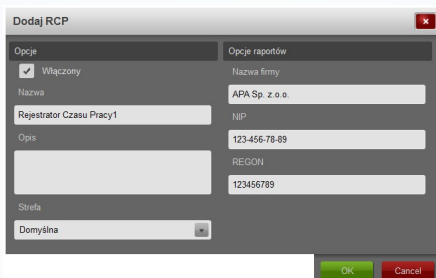 Dodaj RCP
Opcje
Włączony
Nazwa
Rejestrator Czasu Pracy1
Opis
Strefa
Domyślna
Opcje raportów
Nazwa firmy
APA Sp. z.o.o.
NIP
123-456-78-89
REGON
123456789
OK
Cancel